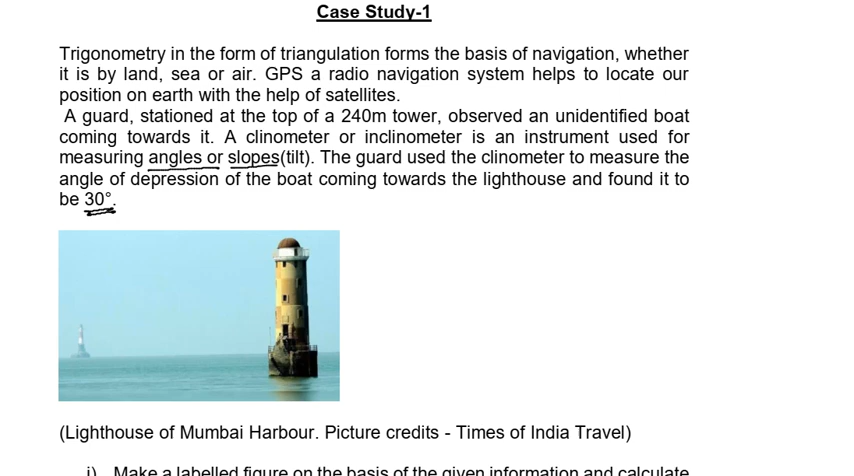 Case Study-1
Trigonometry in the form of triangulation forms the basis of navigation, whether
it is by land, sea or air. GPS a radio navigation system helps to locate our
position on earth with the help of satellites.
A guard, stationed at the top of a 240m tower, observed an unidentified boat
coming towards it. A clinometer or inclinometer is an instrument used for
measuring angles or slopes(tilt). The guard used the clinometer to measure the
angle of depression of the boat coming towards the lighthouse and found it to
be 30°.
(Lighthouse of Mumbai Harbour. Picture credits - Times of India Travel)
i) Make a labelled figure on the basis of the given information and calculate